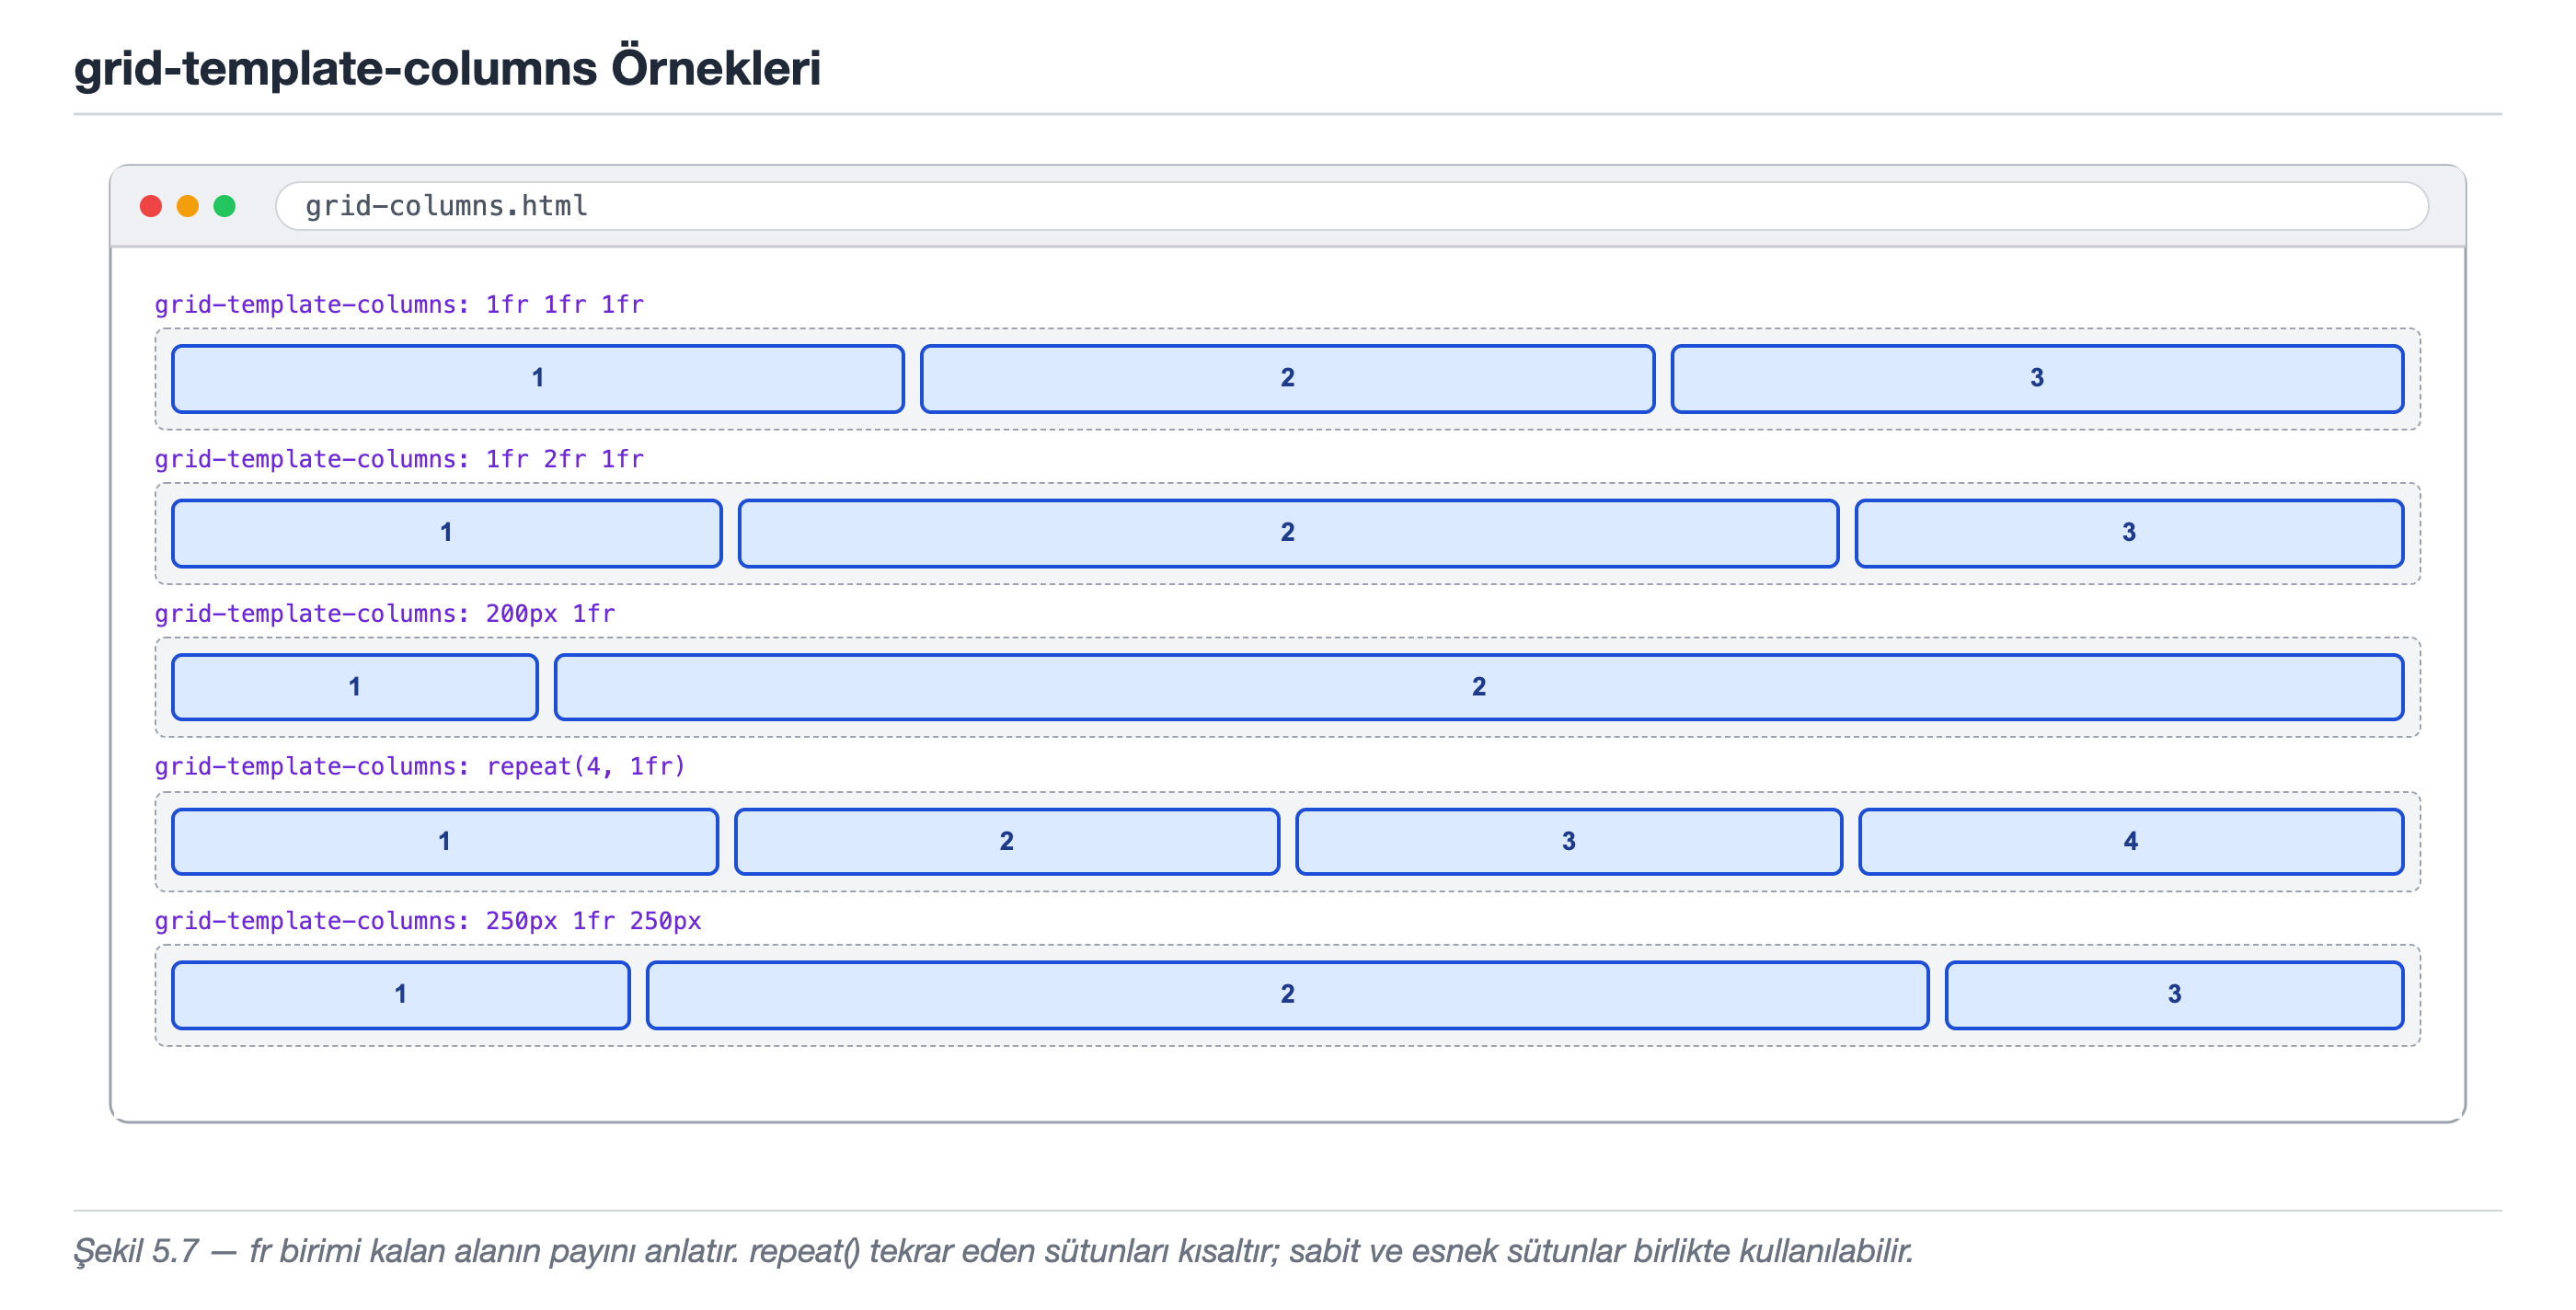 grid-template-columns Örnekleri
grid-columns.html
grid-template-columns: 1fr 1fr 1fr
1 2 3
grid-template-columns: 1fr 2fr 1fr
1 2 3
grid-template-columns: 200px 1fr
1 2
grid-template-columns: repeat(4, 1fr)
1 2 3 4
grid-template-columns: 250px 1fr 250px
1 2 3
Şekil 5.7 — fr birimi kalan alanın payını anlatır. repeat() tekrar eden sütunları kısaltır; sabit ve esnek sütunlar birlikte kullanılabilir.